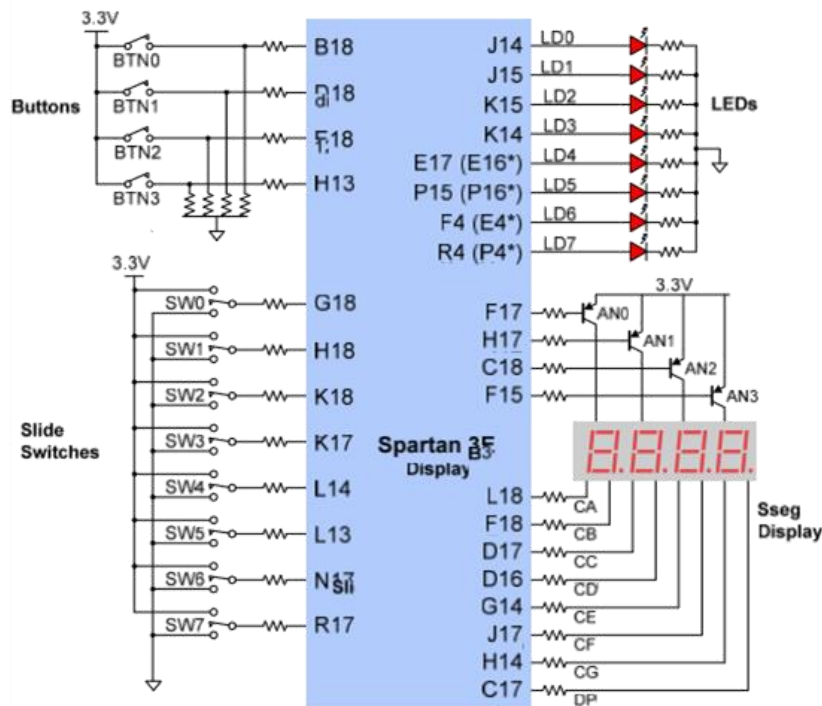 3.3V
Buttons
BTN0
BTN1
BTN2
BTN3
B18
D18
H13
3.3V
Slide
Switches
SW0
SW1
SW2
SW3
SW4
SW5
SW6
SW7
G18
H18
K18
K17
L14
L13
N17
R17
Spartan 3E
Display
J14
J15
K15
K14
E17 (E16*)
P15 (P16*)
F4 (E4*)
R4 (P4*)
LD0
LD1
LD2
LD3
LD4
LD5
LD6
LD7
LEDs
3.3V
F17
H17
C18
F15
AN0
AN1
AN2
AN3
L18
F18
D17
D16
G14
J17
H14
C17
CA
CB
CC
CD
CE
CF
CG
DP
8.8.8.8.
Sseg
Display